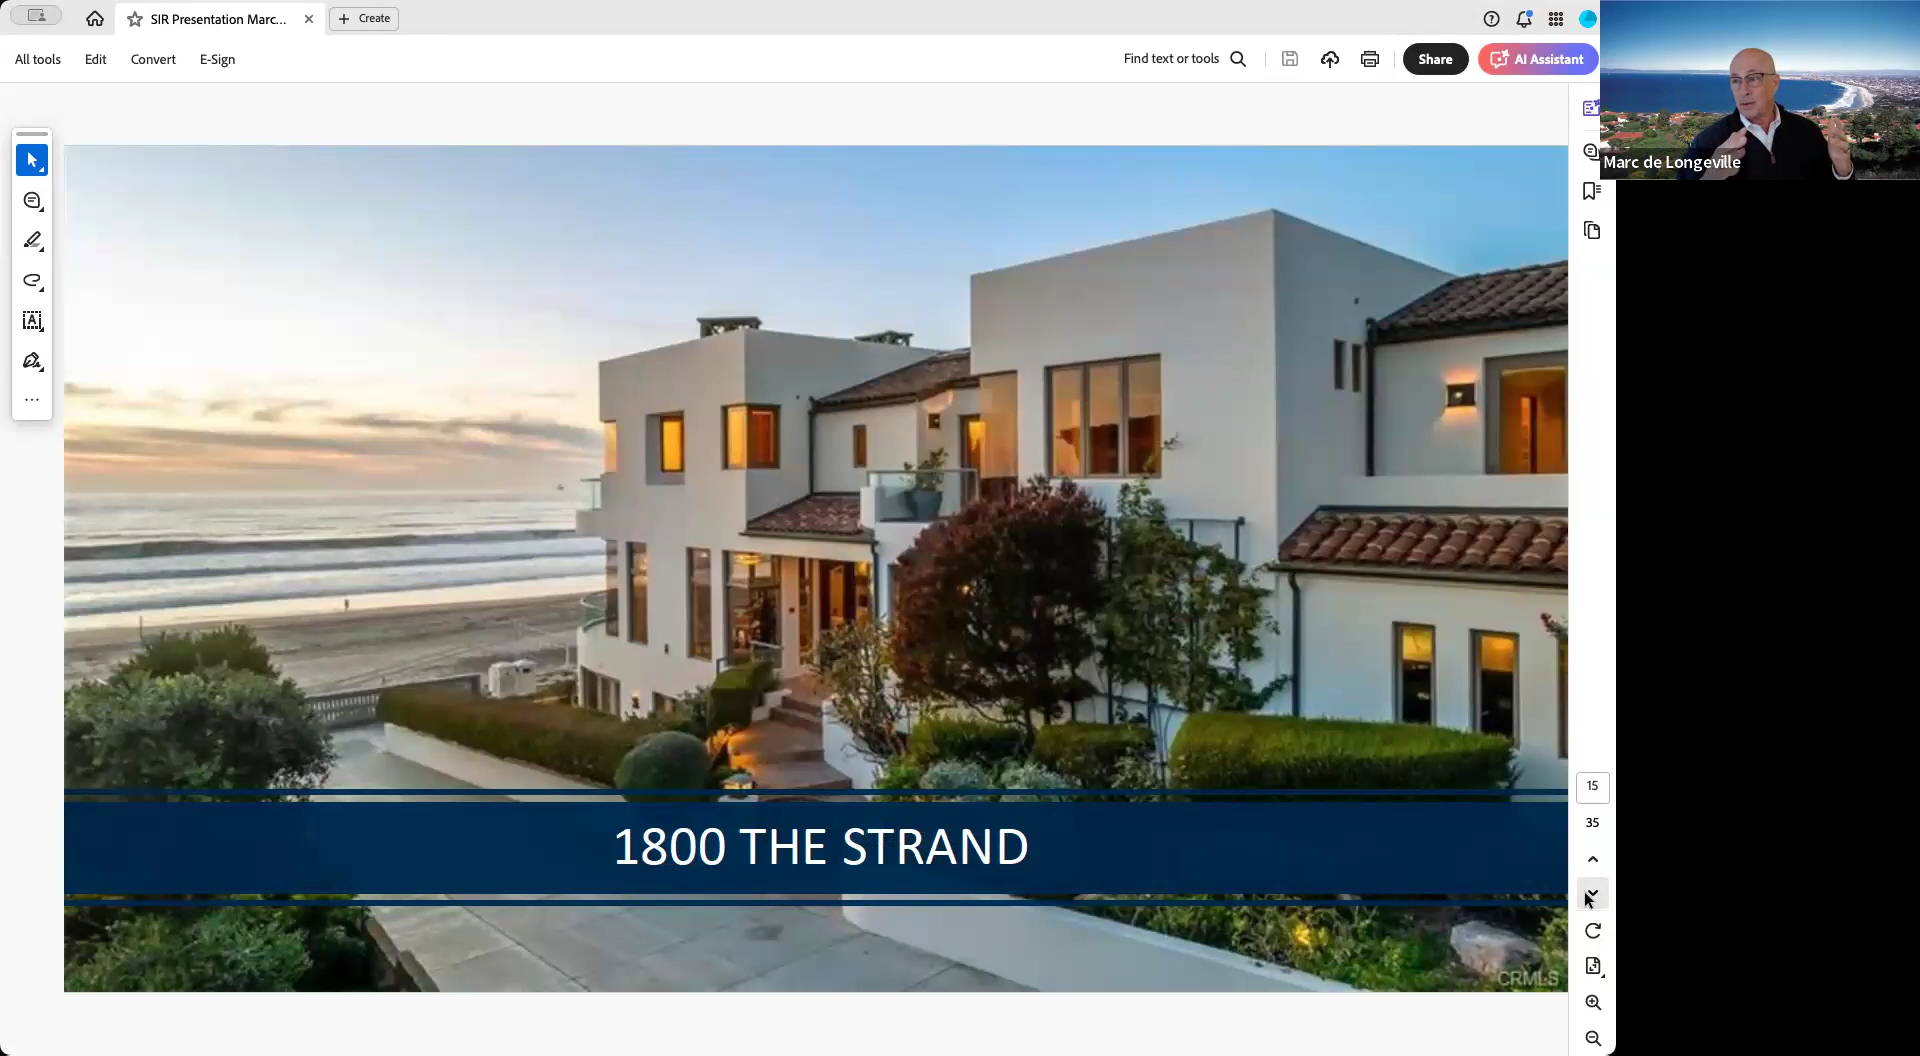 SIR Presentation Marc...
Create
All tools
Edit
Convert
E-Sign
Find text or tools
Share
AI Assistant
Marc de Longeville
1800 THE STRAND
15
35
CRMLS